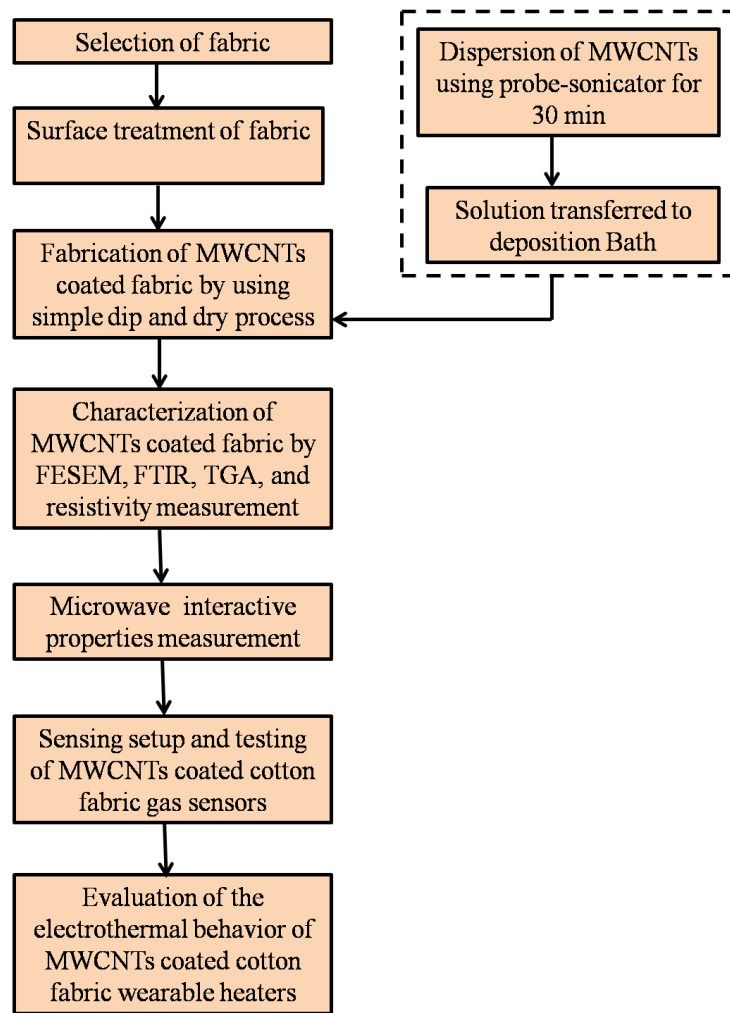 Selection of fabric
Surface treatment of fabric
Fabrication of MWCNTs
coated fabric by using
simple dip and dry process
Characterization of
MWCNTs coated fabric by
FESEM, FTIR, TGA, and
resistivity measurement
Microwave interactive
properties measurement
Sensing setup and testing
of MWCNTs coated cotton
fabric gas sensors
Evaluation of the
electrothermal behavior of
MWCNTs coated cotton
fabric wearable heaters
Dispersion of MWCNTs
using probe-sonicator for
30 min
Solution transferred to
deposition Bath